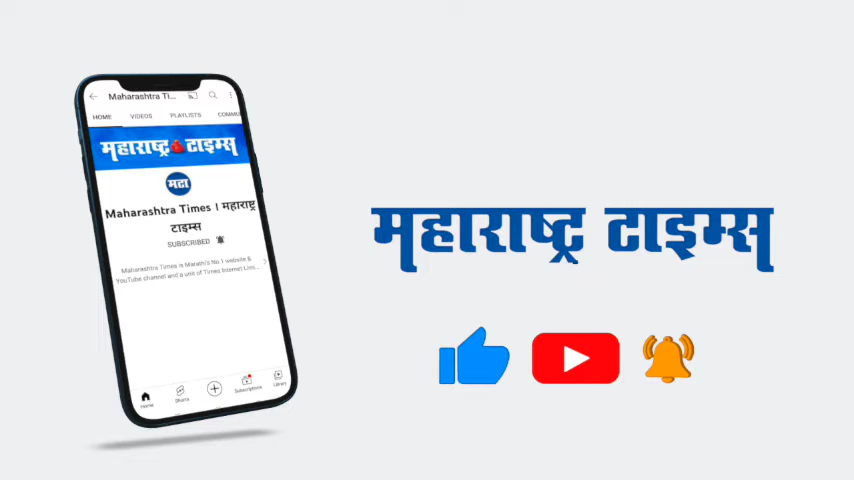 Maharashtra Ti...
HOME VIDEOS PLAYLISTS COMMU
महाराष्ट्र टाइम्स
मटा
Maharashtra Times । महाराष्ट्र
टाइम्स
SUBSCRIBED
Maharashtra Times is Marathi's No.1 website &
YouTube channel and a unit of Times Internet Limi...
Home Shorts Subscriptions Library
महाराष्ट्र टाइम्स